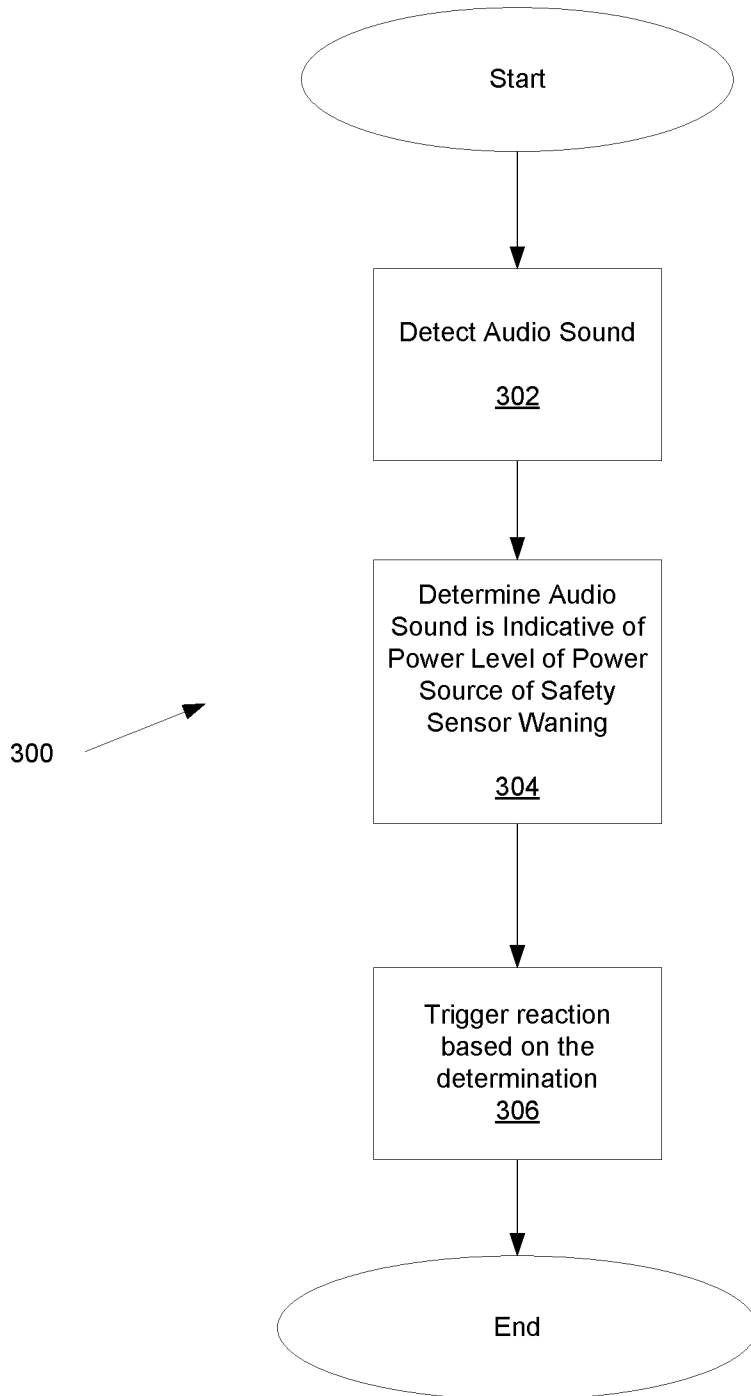 Start
Detect Audio Sound
302
Determine Audio
Sound is Indicative of
Power Level of Power
Source of Safety
Sensor Waning
304
300
Trigger reaction
based on the
determination
306
End